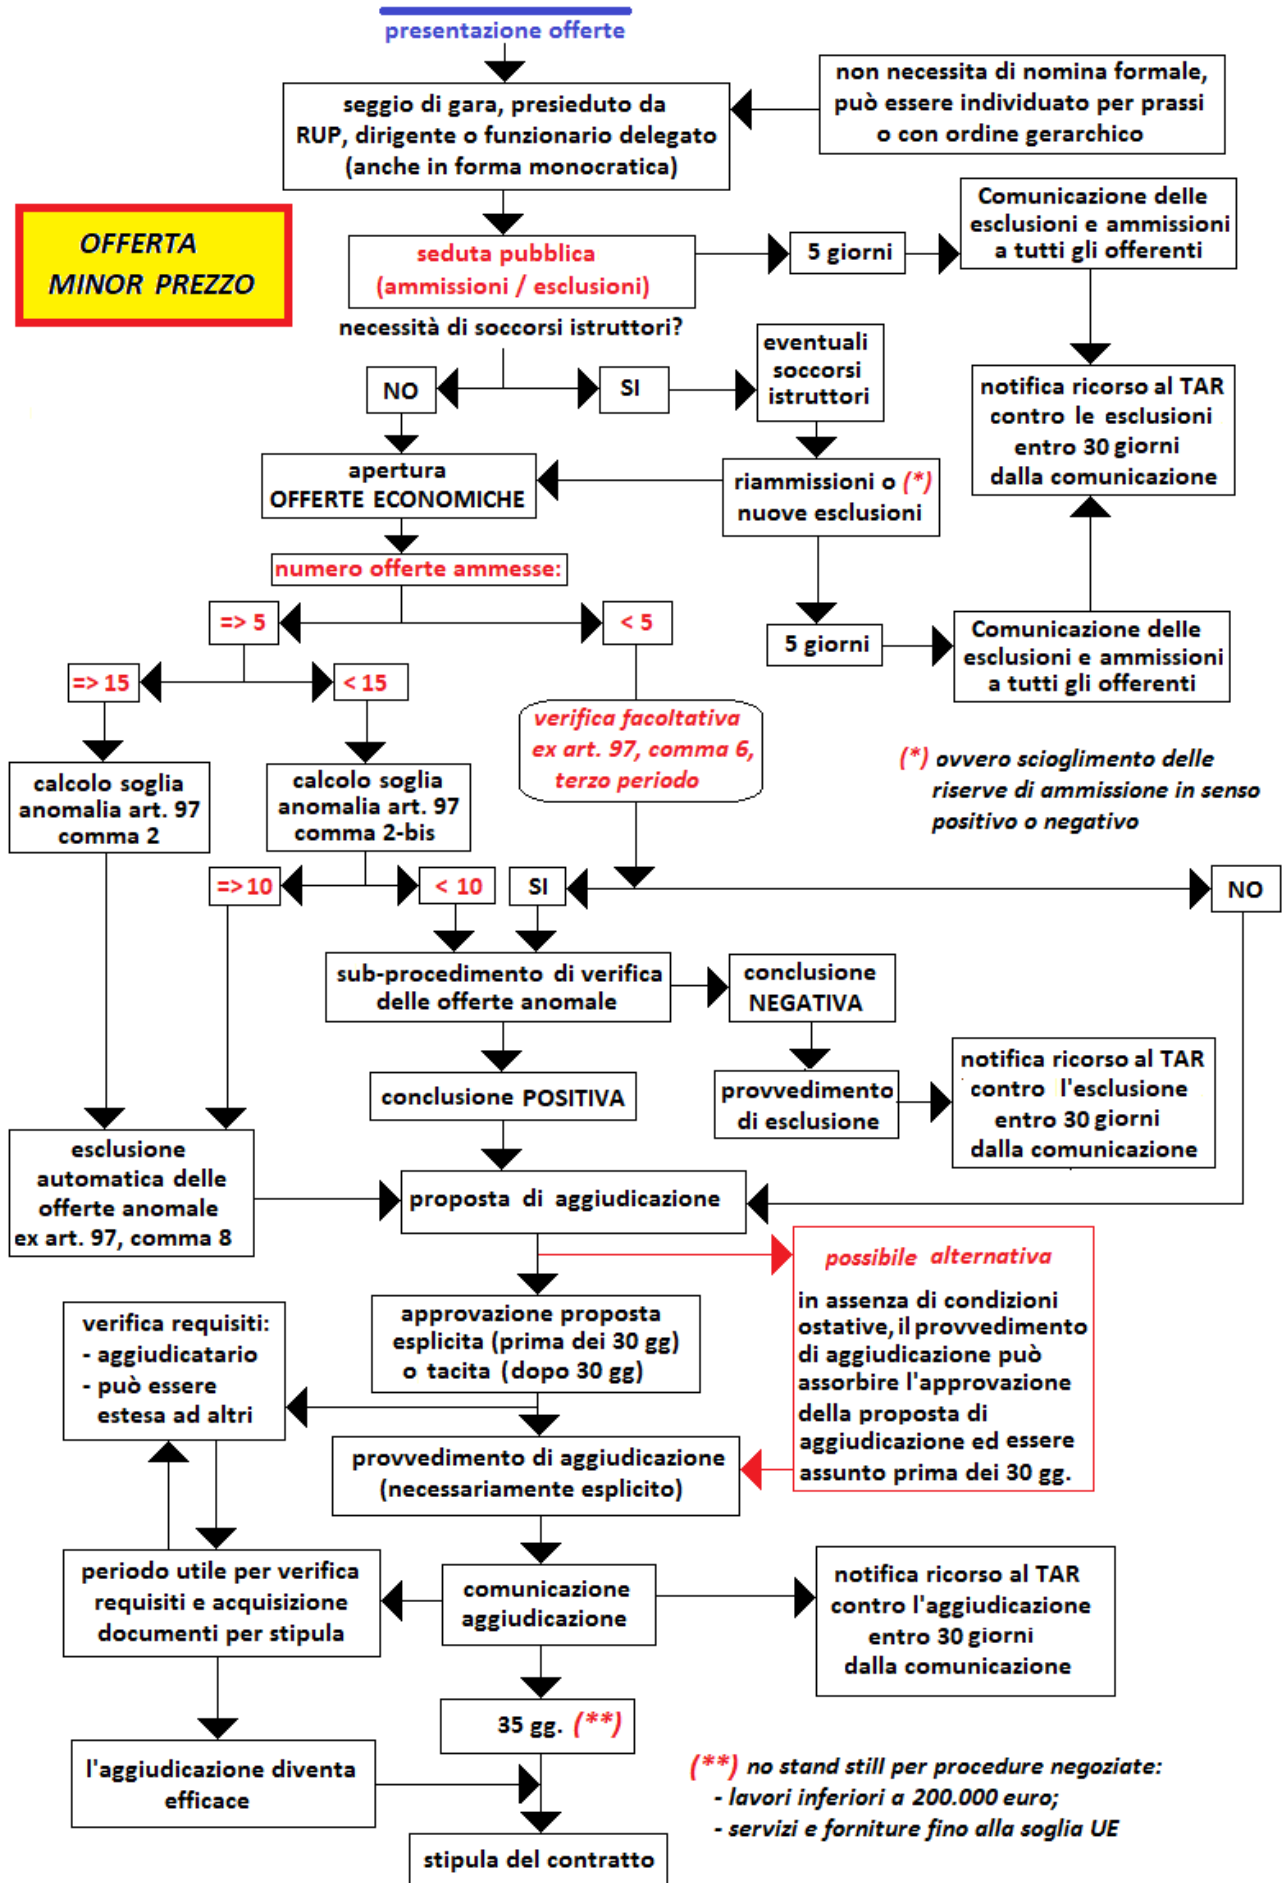 presentazione offerte
seggio di gara, presieduto da
RUP, dirigente o funzionario delegato
(anche in forma monocratica)
non necessita di nomina formale,
può essere individuato per prassi
o con ordine gerarchico
OFFERTA
MINOR PREZZO
seduta pubblica
(ammissioni / esclusioni)
5 giorni
Comunicazione delle
esclusioni e ammissioni
a tutti gli offerenti
necessità di soccorsi istruttori?
NO
SI
eventuali
soccorsi
istruttori
notifica ricorso al TAR
contro le esclusioni
entro 30 giorni
dalla comunicazione
apertura
OFFERTE ECONOMICHE
riammissioni o (*)
nuove esclusioni
numero offerte ammesse:
=> 5
< 5
5 giorni
Comunicazione delle
esclusioni e ammissioni
a tutti gli offerenti
=> 15
< 15
verifica facoltativa
ex art. 97, comma 6,
terzo periodo
(*) ovvero scioglimento delle
riserve di ammissione in senso
positivo o negativo
calcolo soglia
anomalia art. 97
comma 2
calcolo soglia
anomalia art. 97
comma 2-bis
=> 10
< 10
SI
NO
sub-procedimento di verifica
delle offerte anomale
conclusione
NEGATIVA
conclusione POSITIVA
provvedimento
di esclusione
notifica ricorso al TAR
contro l'esclusione
entro 30 giorni
dalla comunicazione
esclusione
automatica delle
offerte anomale
ex art. 97, comma 8
proposta di aggiudicazione
possibile alternativa
in assenza di condizioni
ostative, il provvedimento
di aggiudicazione può
assorbire l'approvazione
della proposta di
aggiudicazione ed essere
assunto prima dei 30 gg.
approvazione proposta
esplicita (prima dei 30 gg)
o tacita (dopo 30 gg)
verifica requisiti:
- aggiudicatario
- può essere
estesa ad altri
provvedimento di aggiudicazione
(necessariamente esplicito)
periodo utile per verifica
requisiti e acquisizione
documenti per stipula
comunicazione
aggiudicazione
notifica ricorso al TAR
contro l'aggiudicazione
entro 30 giorni
dalla comunicazione
35 gg. (**)
l'aggiudicazione diventa
efficace
(**) no stand still per procedure negoziate:
- lavori inferiori a 200.000 euro;
- servizi e forniture fino alla soglia UE
stipula del contratto